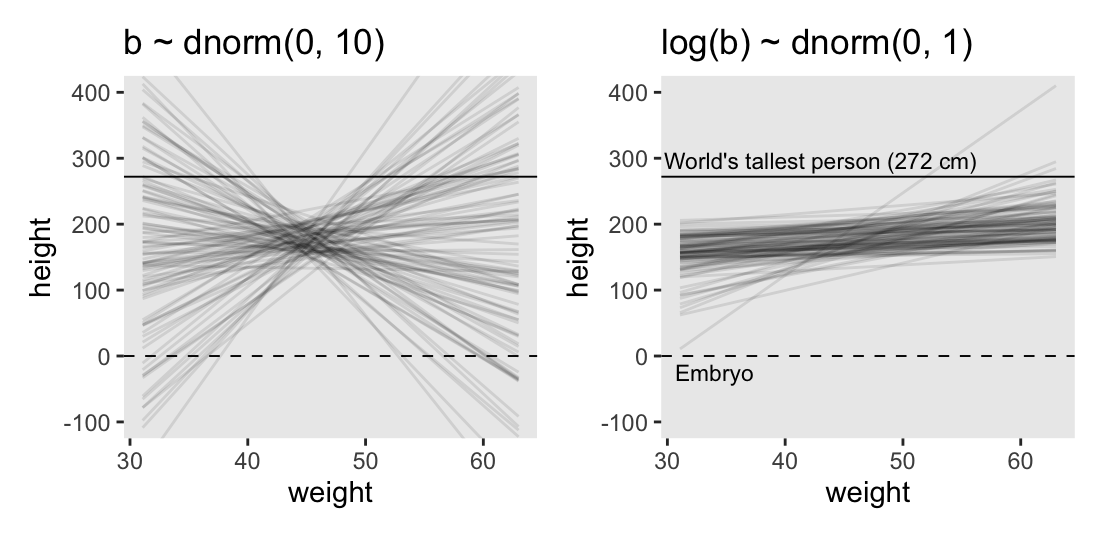 b ~ dnorm(0, 10)
height
400
300
200
100
0
-100
30 40 50 60
weight
log(b) ~ dnorm(0, 1)
height
400
300
200
100
0
-100
World's tallest person (272 cm)
Embryo
30 40 50 60
weight